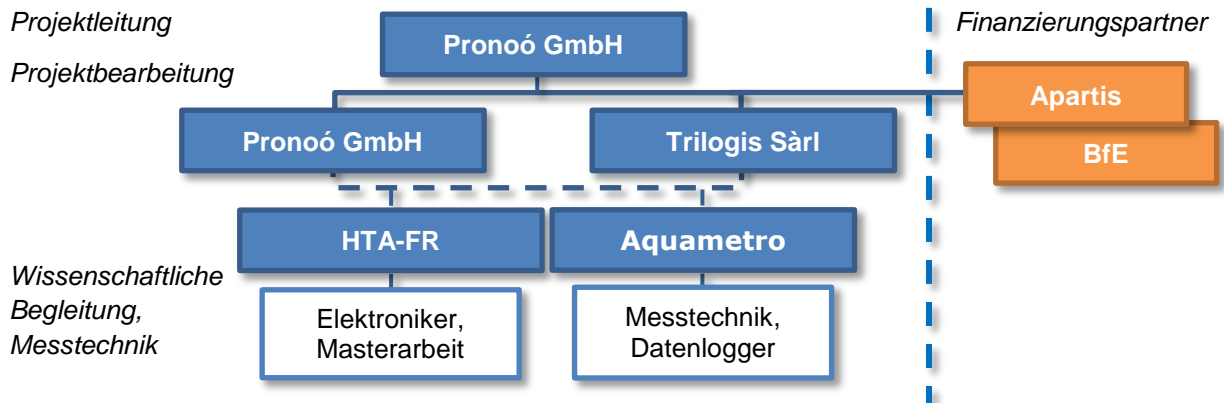 Projektleitung
Pronoó GmbH
Finanzierungspartner
Projektbearbeitung
Apartis
Pronoó GmbH
Trilogis Sàrl
BfE
HTA-FR
Aquametro
Wissenschaftliche
Begleitung,
Messtechnik
Elektroniker,
Masterarbeit
Messtechnik,
Datenlogger